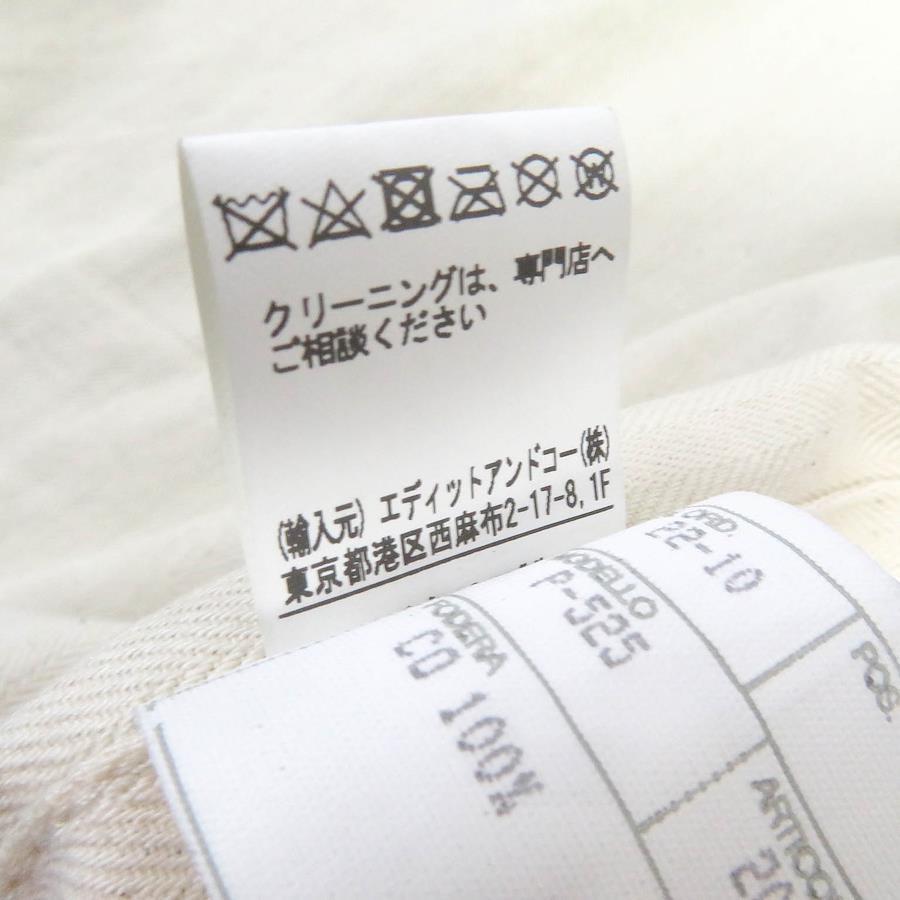 クリーニングは、専門店へ
ご相談ください
(輸入元) エディットアンドコー(株)
東京都港区西麻布2-17-8, 1F
ORD.
22-10
POS.
MODELLO
P-525
FODERA
CO 100%